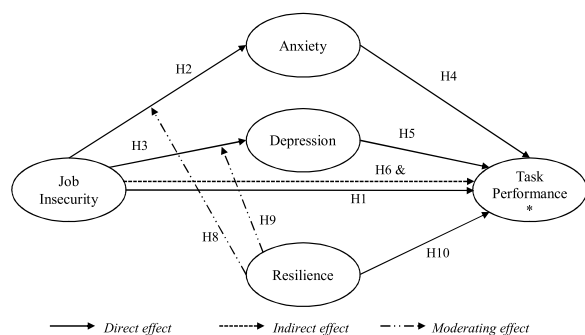 Anxiety
H2
H4
H3
Depression
H5
Job
Insecurity
H6 &
H1
Task
Performance
*
H8
H9
Resilience
H10
Direct effect
Indirect effect
Moderating effect